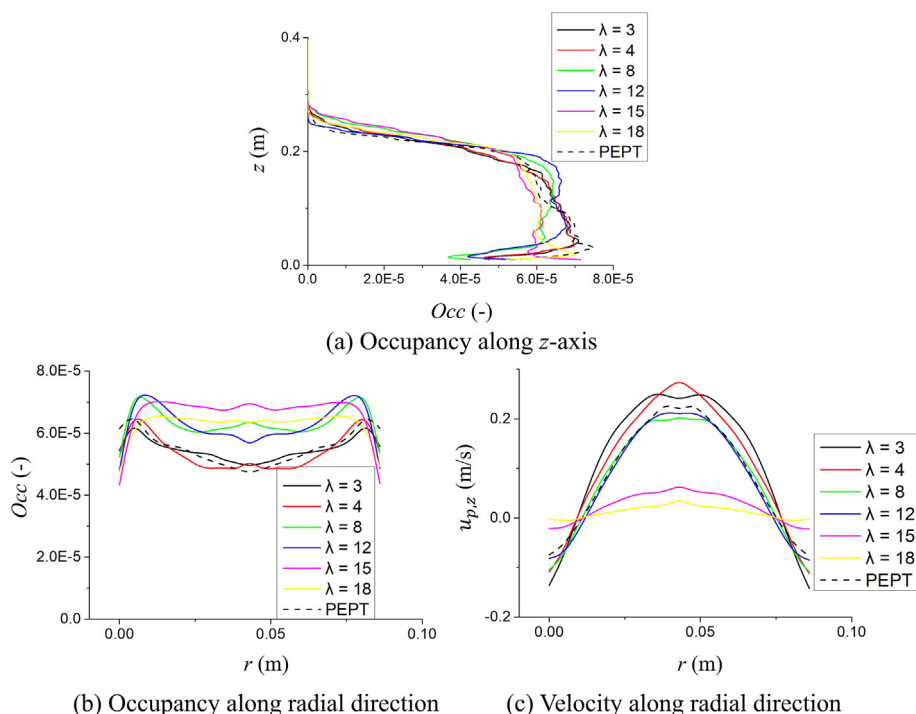 0.4
0.2
0.0
z (m)
0.0
2.0E-5
4.0E-5
6.0E-5
8.0E-5
Occ (-)
λ = 3
λ = 4
λ = 8
λ = 12
λ = 15
λ = 18
PEPT
(a) Occupancy along z-axis
8.0E-5
6.0E-5
4.0E-5
2.0E-5
0.0
Occ (-)
0.00
0.05
0.10
r (m)
λ = 3
λ = 4
λ = 8
λ = 12
λ = 15
λ = 18
PEPT
(b) Occupancy along radial direction
0.2
0.0
-0.2
u_{p,z} (m/s)
0.00
0.05
0.10
r (m)
λ = 3
λ = 4
λ = 8
λ = 12
λ = 15
λ = 18
PEPT
(c) Velocity along radial direction